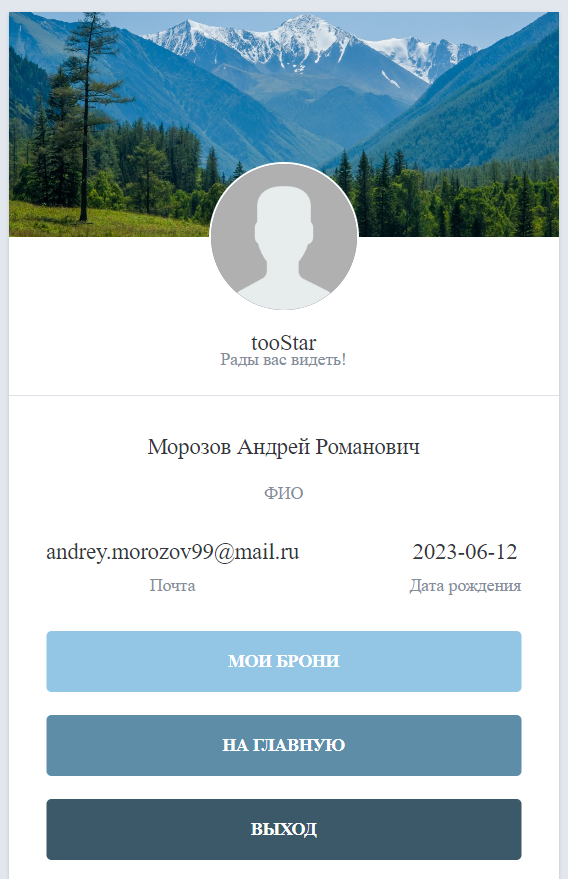 tooStar
Рады вас видеть!
Морозов Андрей Романович
ФИО
andrey.morozov99@mail.ru
Почта
2023-06-12
Дата рождения
МОИ БРОНИ
НА ГЛАВНУЮ
ВЫХОД